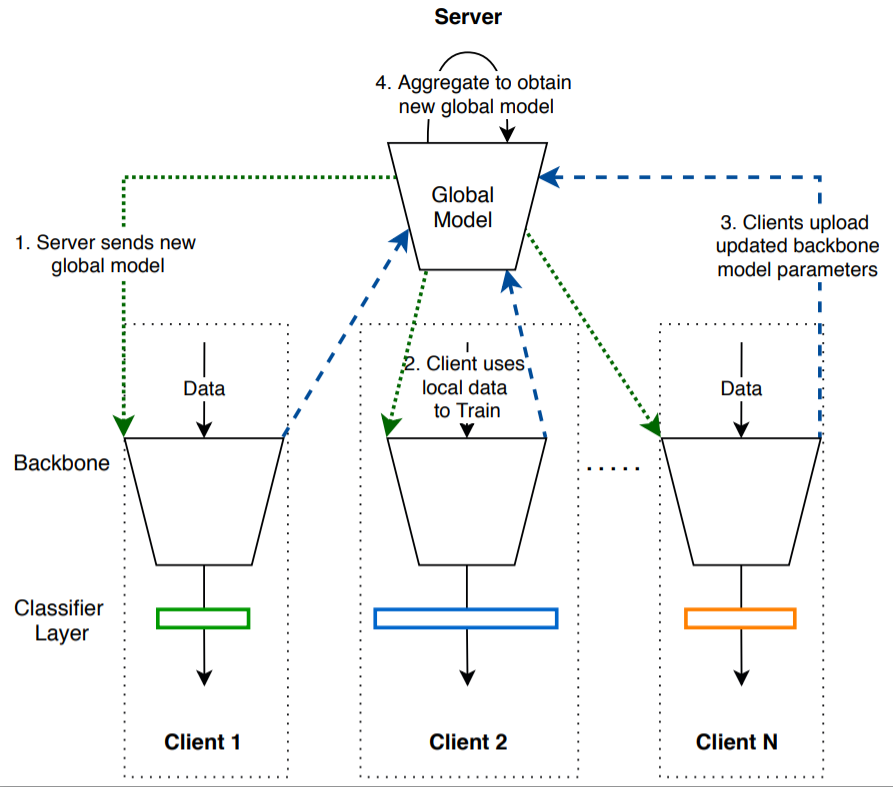 Server
4. Aggregate to obtain
new global model
Global
Model
1. Server sends new
global model
3. Clients upload
updated backbone
model parameters
Data
2. Client uses
local data
to Train
Data
Backbone
Classifier
Layer
Client 1
Client 2
Client N